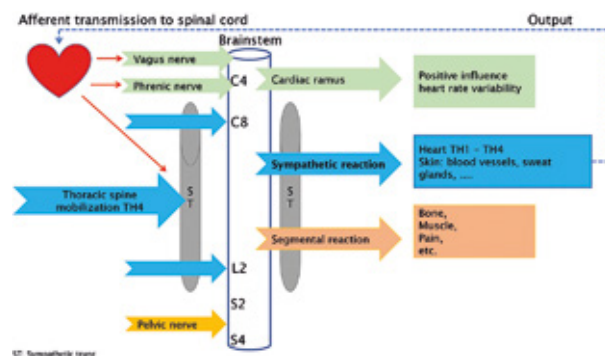 Afferent transmission to spinal cord
Output
Brainstem
Vagus nerve
Phrenic nerve
C4
Cardiac ramus
Positive influence
heart rate variability
C8
Thoracic spine
mobilization TH4
S
T
Sympathetic reaction
S
T
Heart TH1 – TH4
Skin: blood vessels, sweat
glands, ....
Segmental reaction
Bone,
Muscle,
Pain,
etc.
L2
S2
Pelvic nerve
S4
ST: Sympathetic